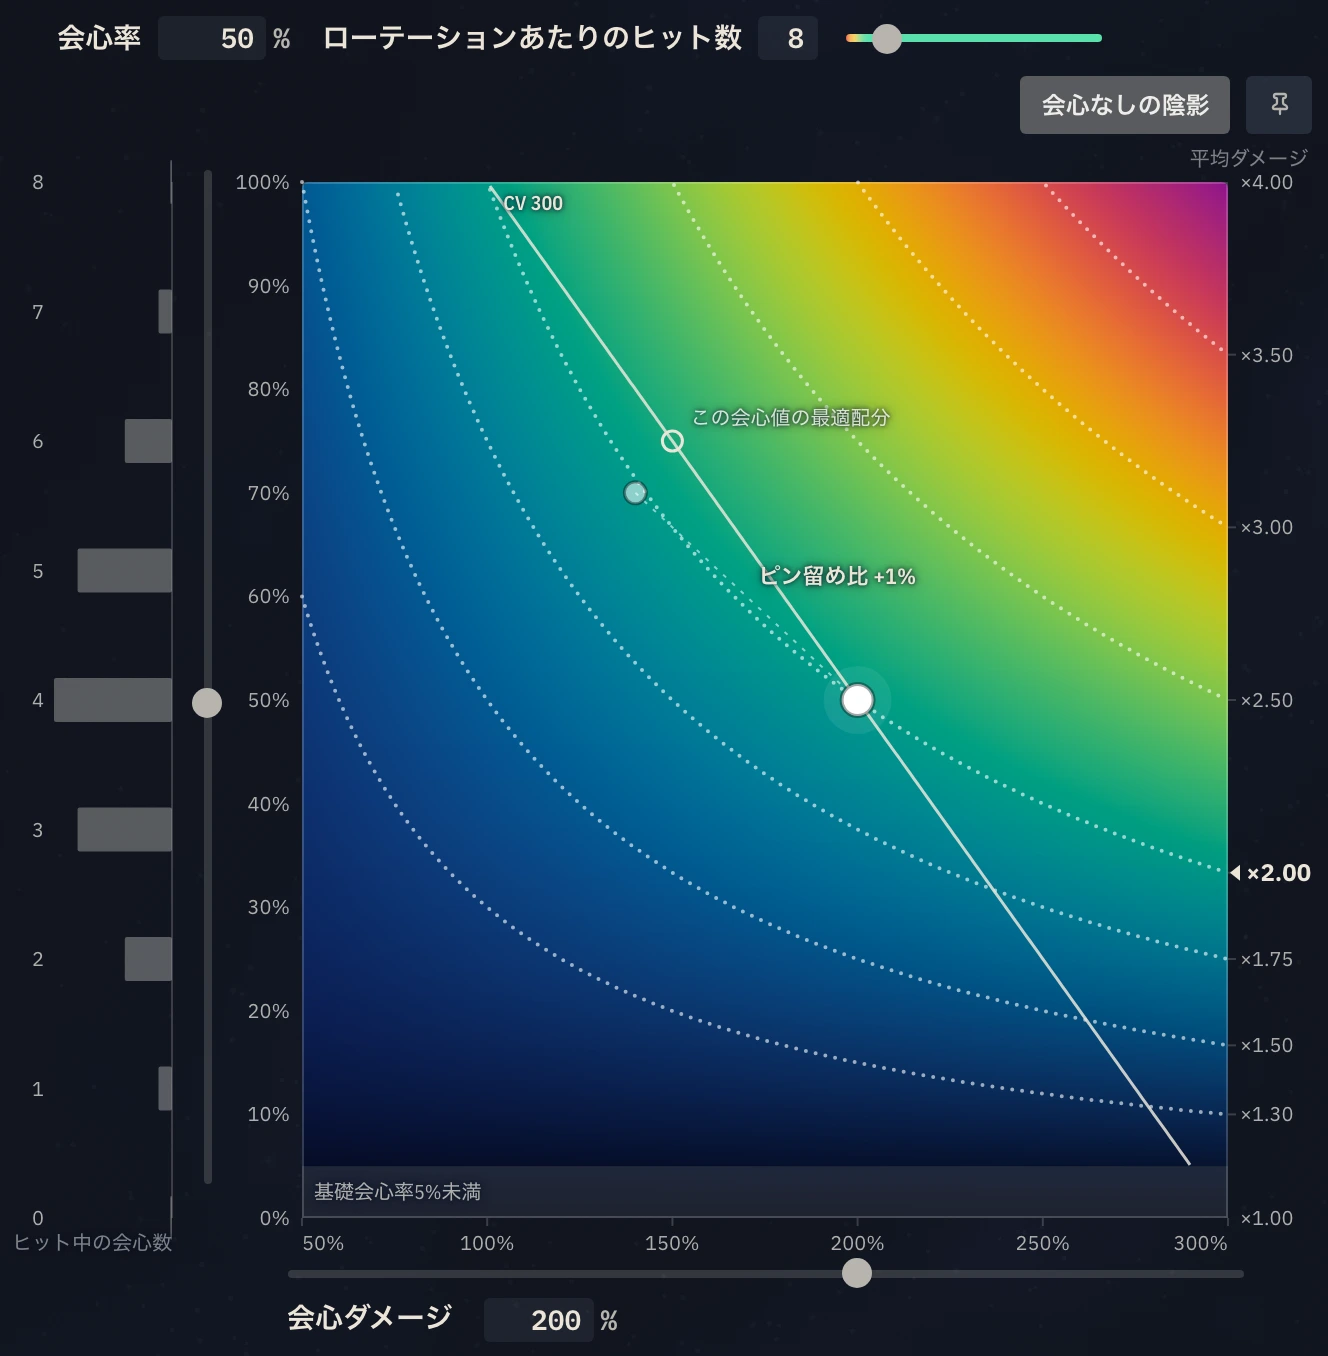 会心率 50 %
ローテーションあたりのヒット数 8
会心なしの陰影
平均ダメージ
8
7
6
5
4
3
2
1
0
ヒット中の会心数
100%
90%
80%
70%
60%
50%
40%
30%
20%
10%
0%
CV 300
この会心値の最適配分
ピン留め比 +1%
基礎会心率5%未満
×4.00
×3.50
×3.00
×2.50
×2.00
×1.75
×1.50
×1.30
×1.00
50% 100% 150% 200% 250% 300%
会心ダメージ 200 %